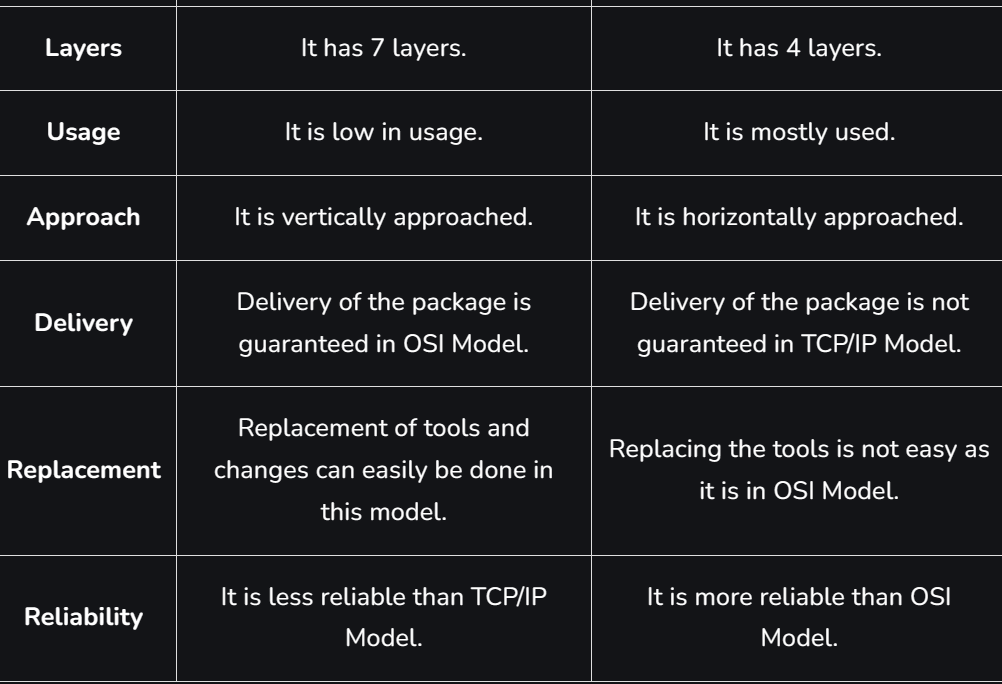 Layers
It has 7 layers.
It has 4 layers.
Usage
It is low in usage.
It is mostly used.
Approach
It is vertically approached.
It is horizontally approached.
Delivery
Delivery of the package is
guaranteed in OSI Model.
Delivery of the package is not
guaranteed in TCP/IP Model.
Replacement
Replacement of tools and
changes can easily be done in
this model.
Replacing the tools is not easy as
it is in OSI Model.
Reliability
It is less reliable than TCP/IP
Model.
It is more reliable than OSI
Model.